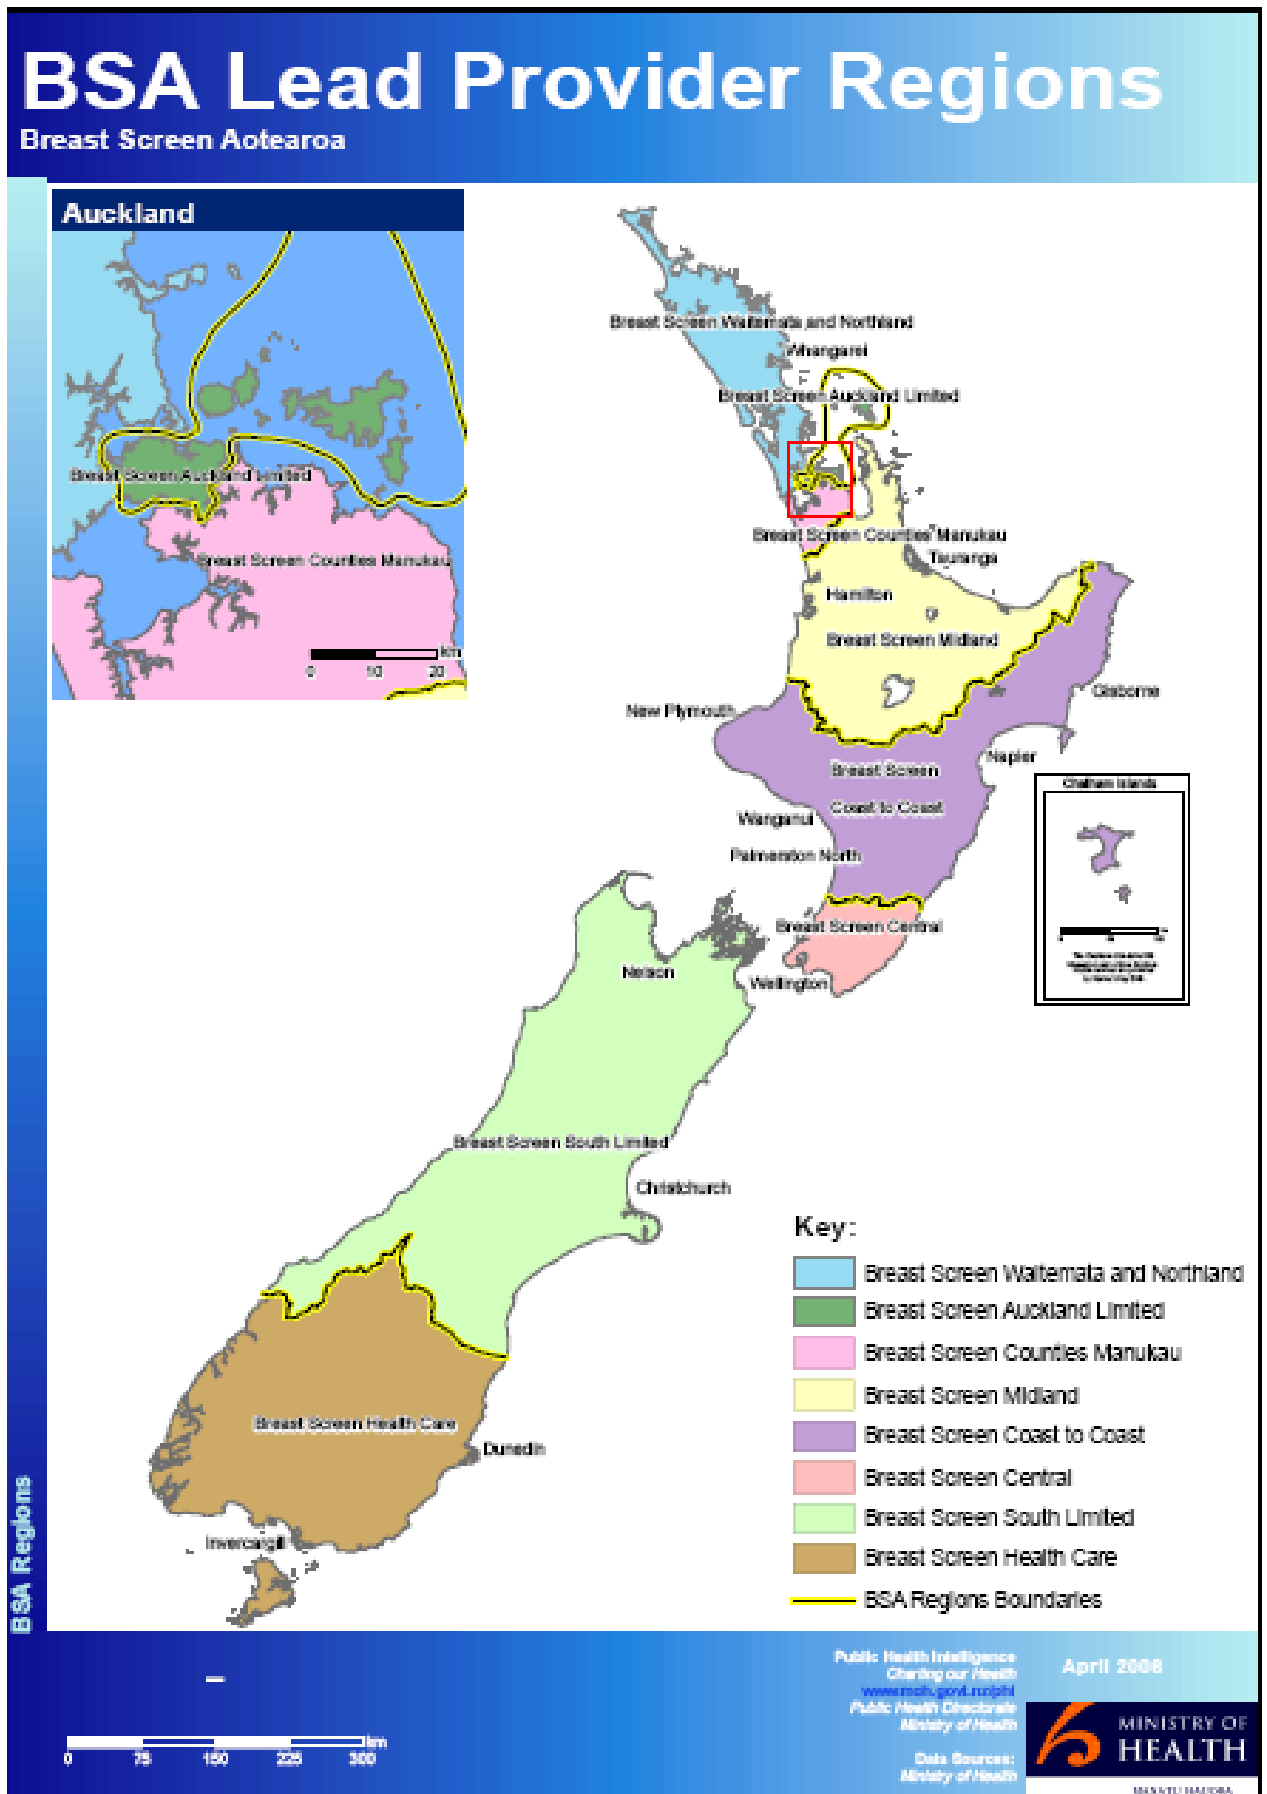 BSA Lead Provider Regions
Breast Screen Aotearoa
Auckland
Breast Screen Auckland Limited
Breast Screen Counties Manukau
km
0 10 20
Breast Screen Waitemata and Northland
Whangarei
Breast Screen Auckland Limited
Breast Screen Counties Manukau
Tauranga
Hamilton
Breast Screen Midland
Gisborne
New Plymouth
Napier
Breast Screen
Coast to Coast
Wanganui
Palmerston North
Chatham Islands
Breast Screen Central
Nelson
Wellington
Breast Screen South Limited
Christchurch
Breast Screen Health Care
Dunedin
Invercargill
Key:
Breast Screen Waitemata and Northland
Breast Screen Auckland Limited
Breast Screen Counties Manukau
Breast Screen Midland
Breast Screen Coast to Coast
Breast Screen Central
Breast Screen South Limited
Breast Screen Health Care
BSA Regions Boundaries
BSA Regions
km
0 75 150 225 300
Public Health Intelligence
Charting our Health
www.moh.govt.nz/phi
Public Health Directorate
Ministry of Health
Data Sources:
Ministry of Health
April
MINISTRY OF
HEALTH
MANATU HAUORA